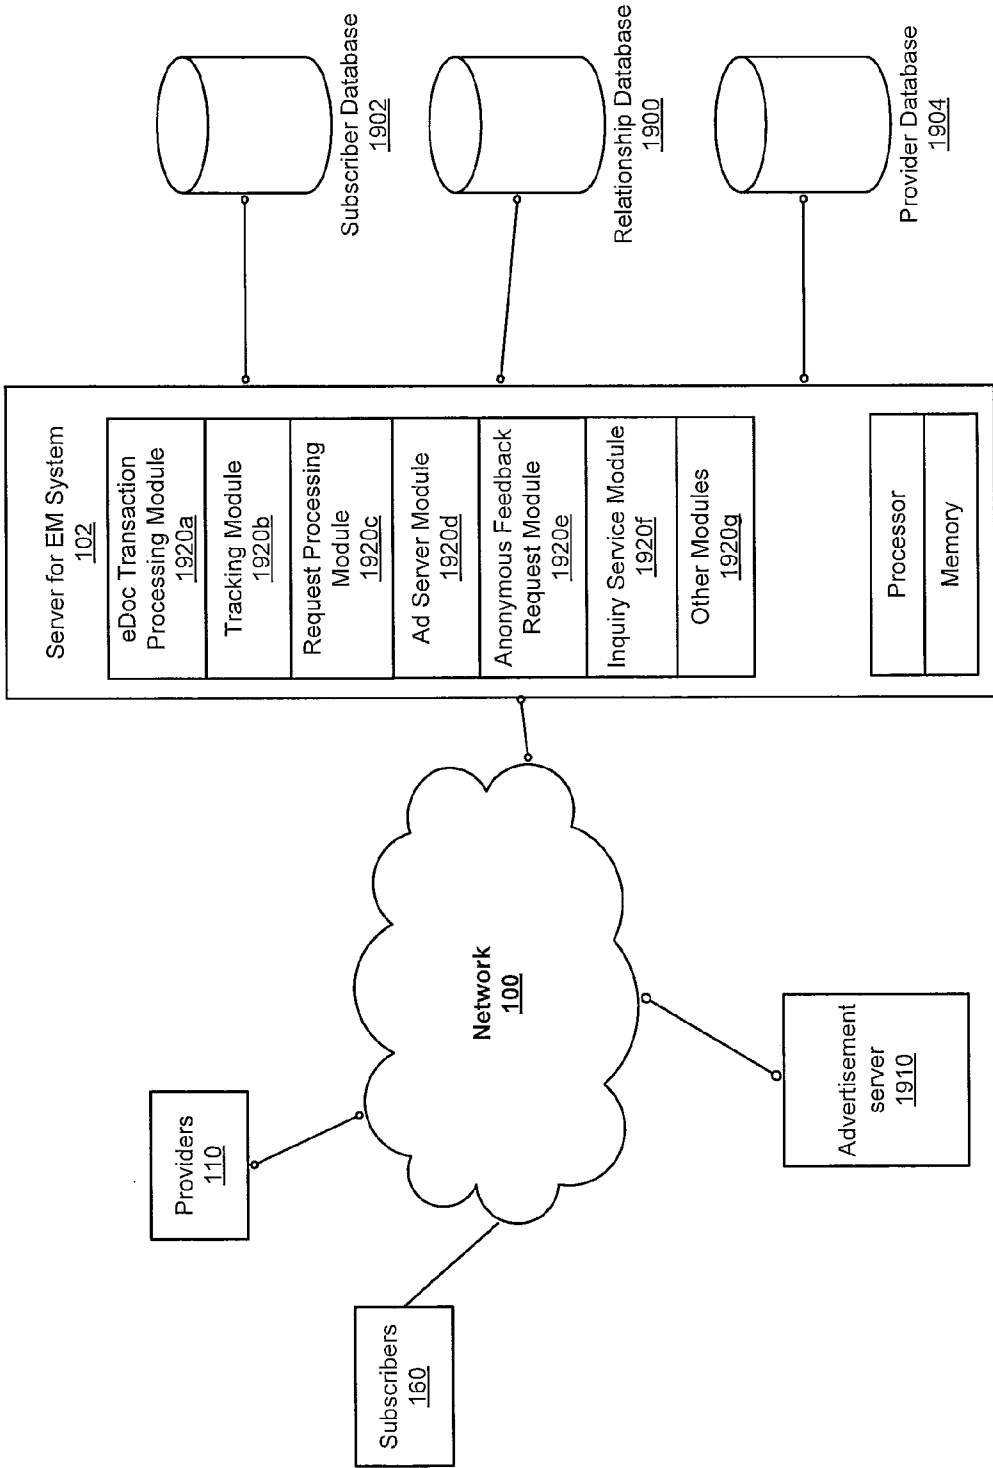 Subscribers
160
Providers
110
Network
100
Advertisement
server
1910
Server for EM System
102
eDoc Transaction
Processing Module
1920a
Tracking Module
1920b
Request Processing
Module
1920c
Ad Server Module
1920d
Anonymous Feedback
Request Module
1920e
Inquiry Service Module
1920f
Other Modules
1920g
Processor
Memory
Subscriber Database
1902
Relationship Database
1900
Provider Database
1904